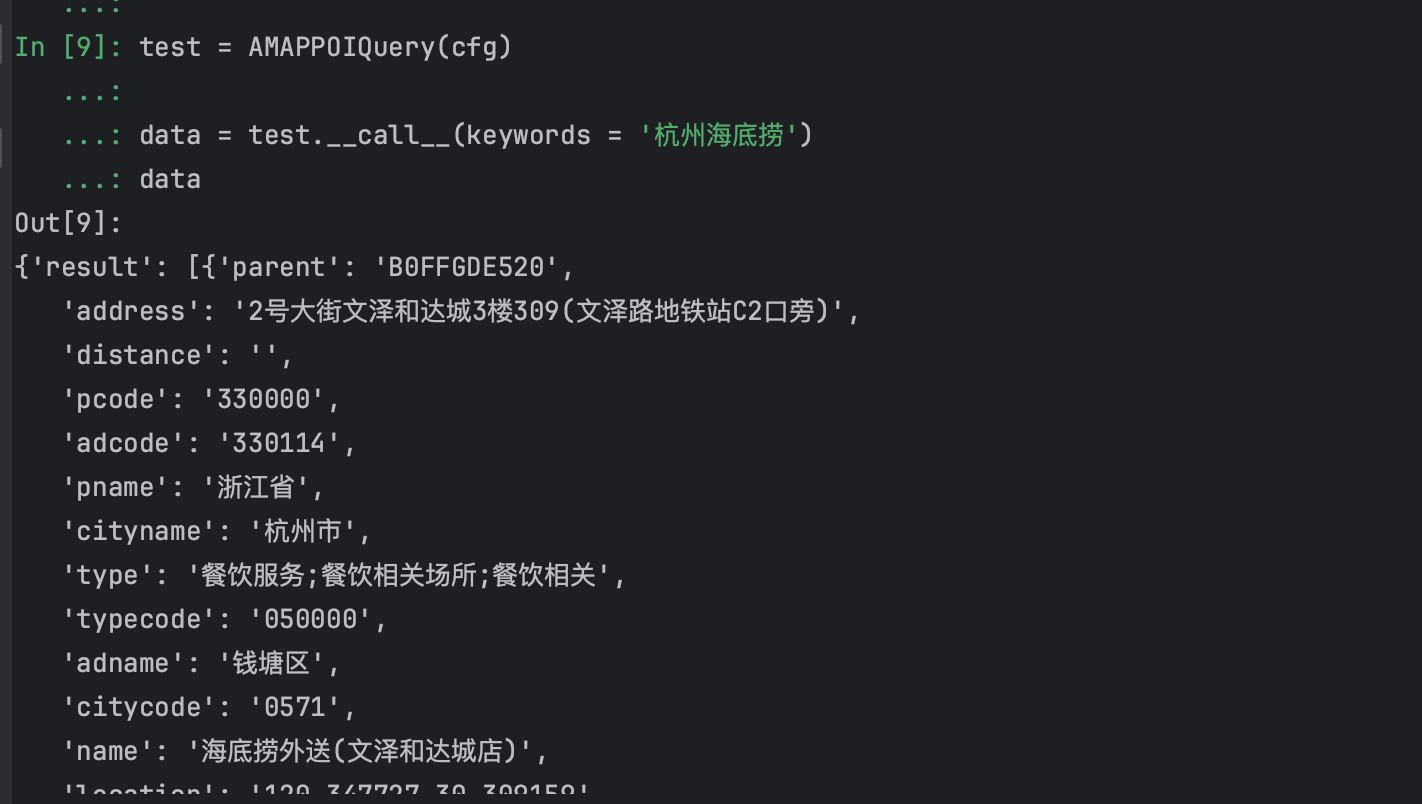 ...:
In [9]: test = AMAPPOIQuery(cfg)
...:
...: data = test.__call__(keywords = '杭州海底捞')
...: data
Out[9]:
{'result': [{'parent': 'B0FFGDE520',
'address': '2号大街文泽和达城3楼309(文泽路地铁站C2口旁)',
'distance': '',
'pcode': '330000',
'adcode': '330114',
'pname': '浙江省',
'cityname': '杭州市',
'type': '餐饮服务;餐饮相关场所;餐饮相关',
'typecode': '050000',
'adname': '钱塘区',
'citycode': '0571',
'name': '海底捞外送(文泽和达城店)',
'location': '120.347727,30.309159'